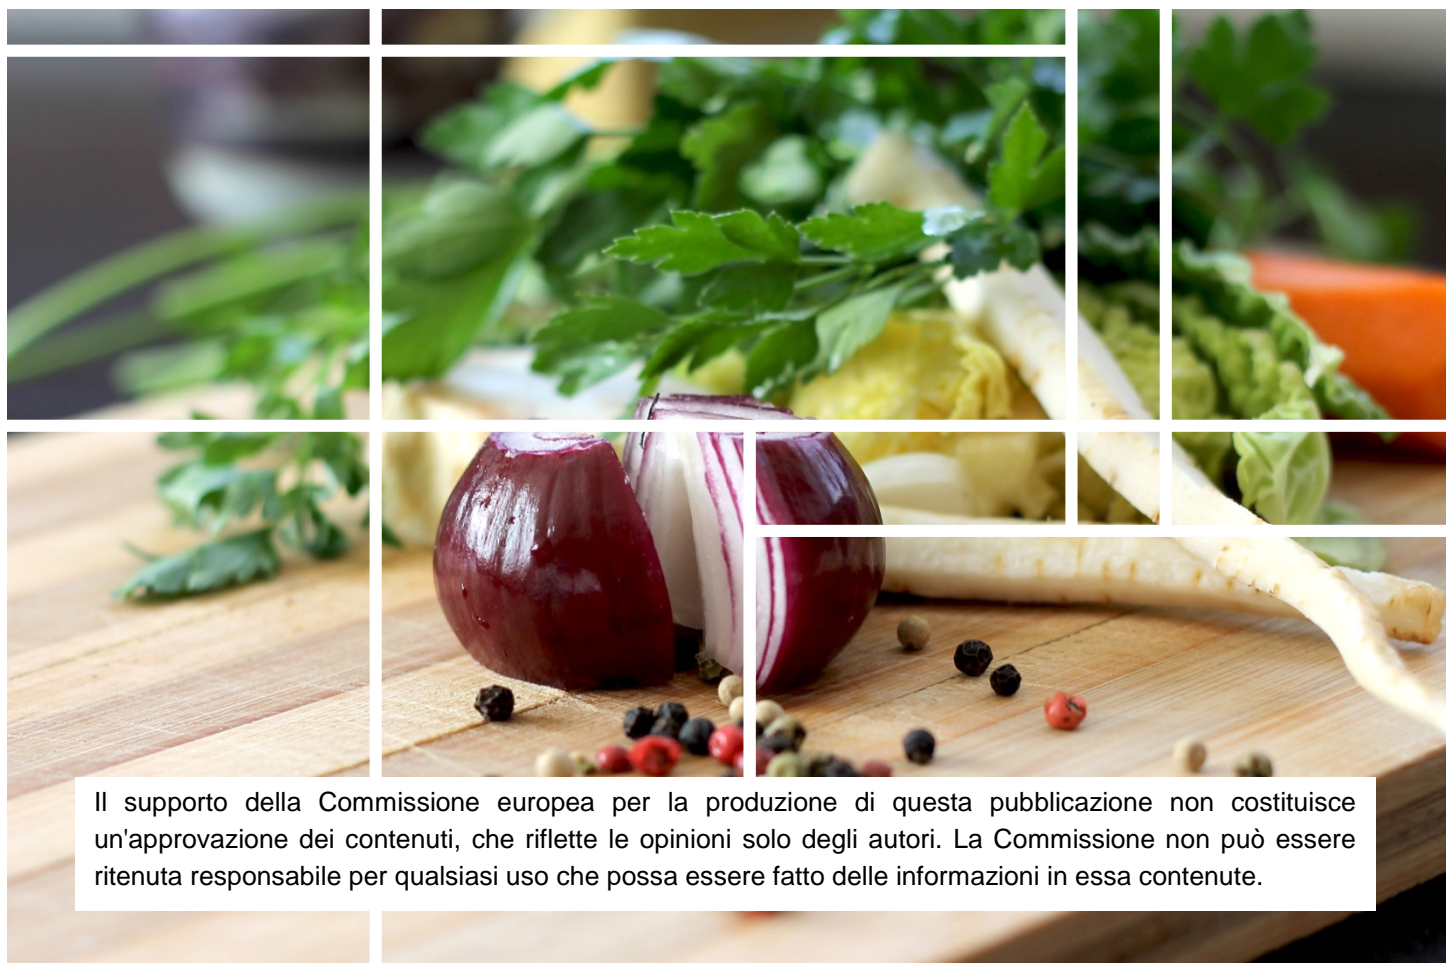 Il supporto della Commissione europea per la produzione di questa pubblicazione non costituisce
un'approvazione dei contenuti, che riflette le opinioni solo degli autori. La Commissione non può essere
ritenuta responsabile per qualsiasi uso che possa essere fatto delle informazioni in essa contenute.